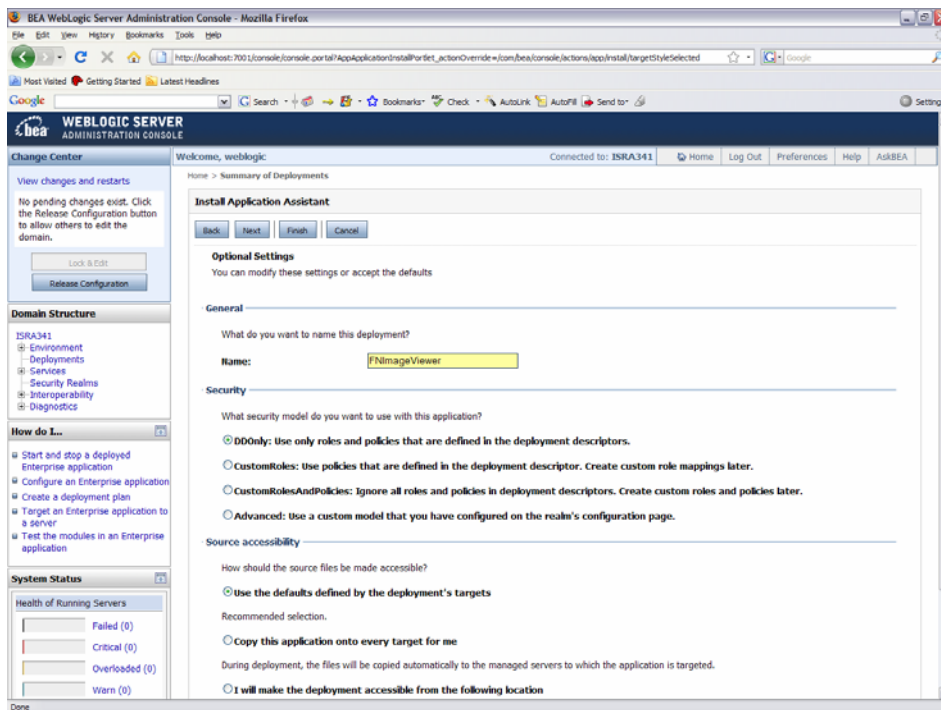 BEA WebLogic Server Administration Console - Mozilla Firefox
File Edit View History Bookmarks Tools Help
http://localhost:7001/console/console.portal?AppApplicationInstallPortlet_actionOverride=/com/bea/console/actions/app/install/targetStyleSelected
Google
Most Visited Getting Started Latest Headlines
Google Search Bookmarks Check AutoLink AutoFill Send to Setting
bea WEBLOGIC SERVER
ADMINISTRATION CONSOLE
Change Center
View changes and restarts
No pending changes exist. Click
the Release Configuration button
to allow others to edit the
domain.
Lock & Edit
Release Configuration
Domain Structure
ISRA341
Environment
Deployments
Services
Security Realms
Interoperability
Diagnostics
How do I...
Start and stop a deployed
Enterprise application
Configure an Enterprise application
Create a deployment plan
Target an Enterprise application to
a server
Test the modules in an Enterprise
application
System Status
Health of Running Servers
Failed (0)
Critical (0)
Overloaded (0)
Warn (0)
Welcome, weblogic Connected to: ISRA341 Home Log Out Preferences Help AskBEA
Home > Summary of Deployments
Install Application Assistant
Back Next Finish Cancel
Optional Settings
You can modify these settings or accept the defaults
General
What do you want to name this deployment?
Name: FNImageViewer
Security
What security model do you want to use with this application?
DDOnly: Use only roles and policies that are defined in the deployment descriptors.
CustomRoles: Use policies that are defined in the deployment descriptor. Create custom role mappings later.
CustomRolesAndPolicies: Ignore all roles and policies in deployment descriptors. Create custom roles and policies later.
Advanced: Use a custom model that you have configured on the realm's configuration page.
Source accessibility
How should the source files be made accessible?
Use the defaults defined by the deployment's targets
Recommended selection.
Copy this application onto every target for me
During deployment, the files will be copied automatically to the managed servers to which the application is targeted.
I will make the deployment accessible from the following location
Done